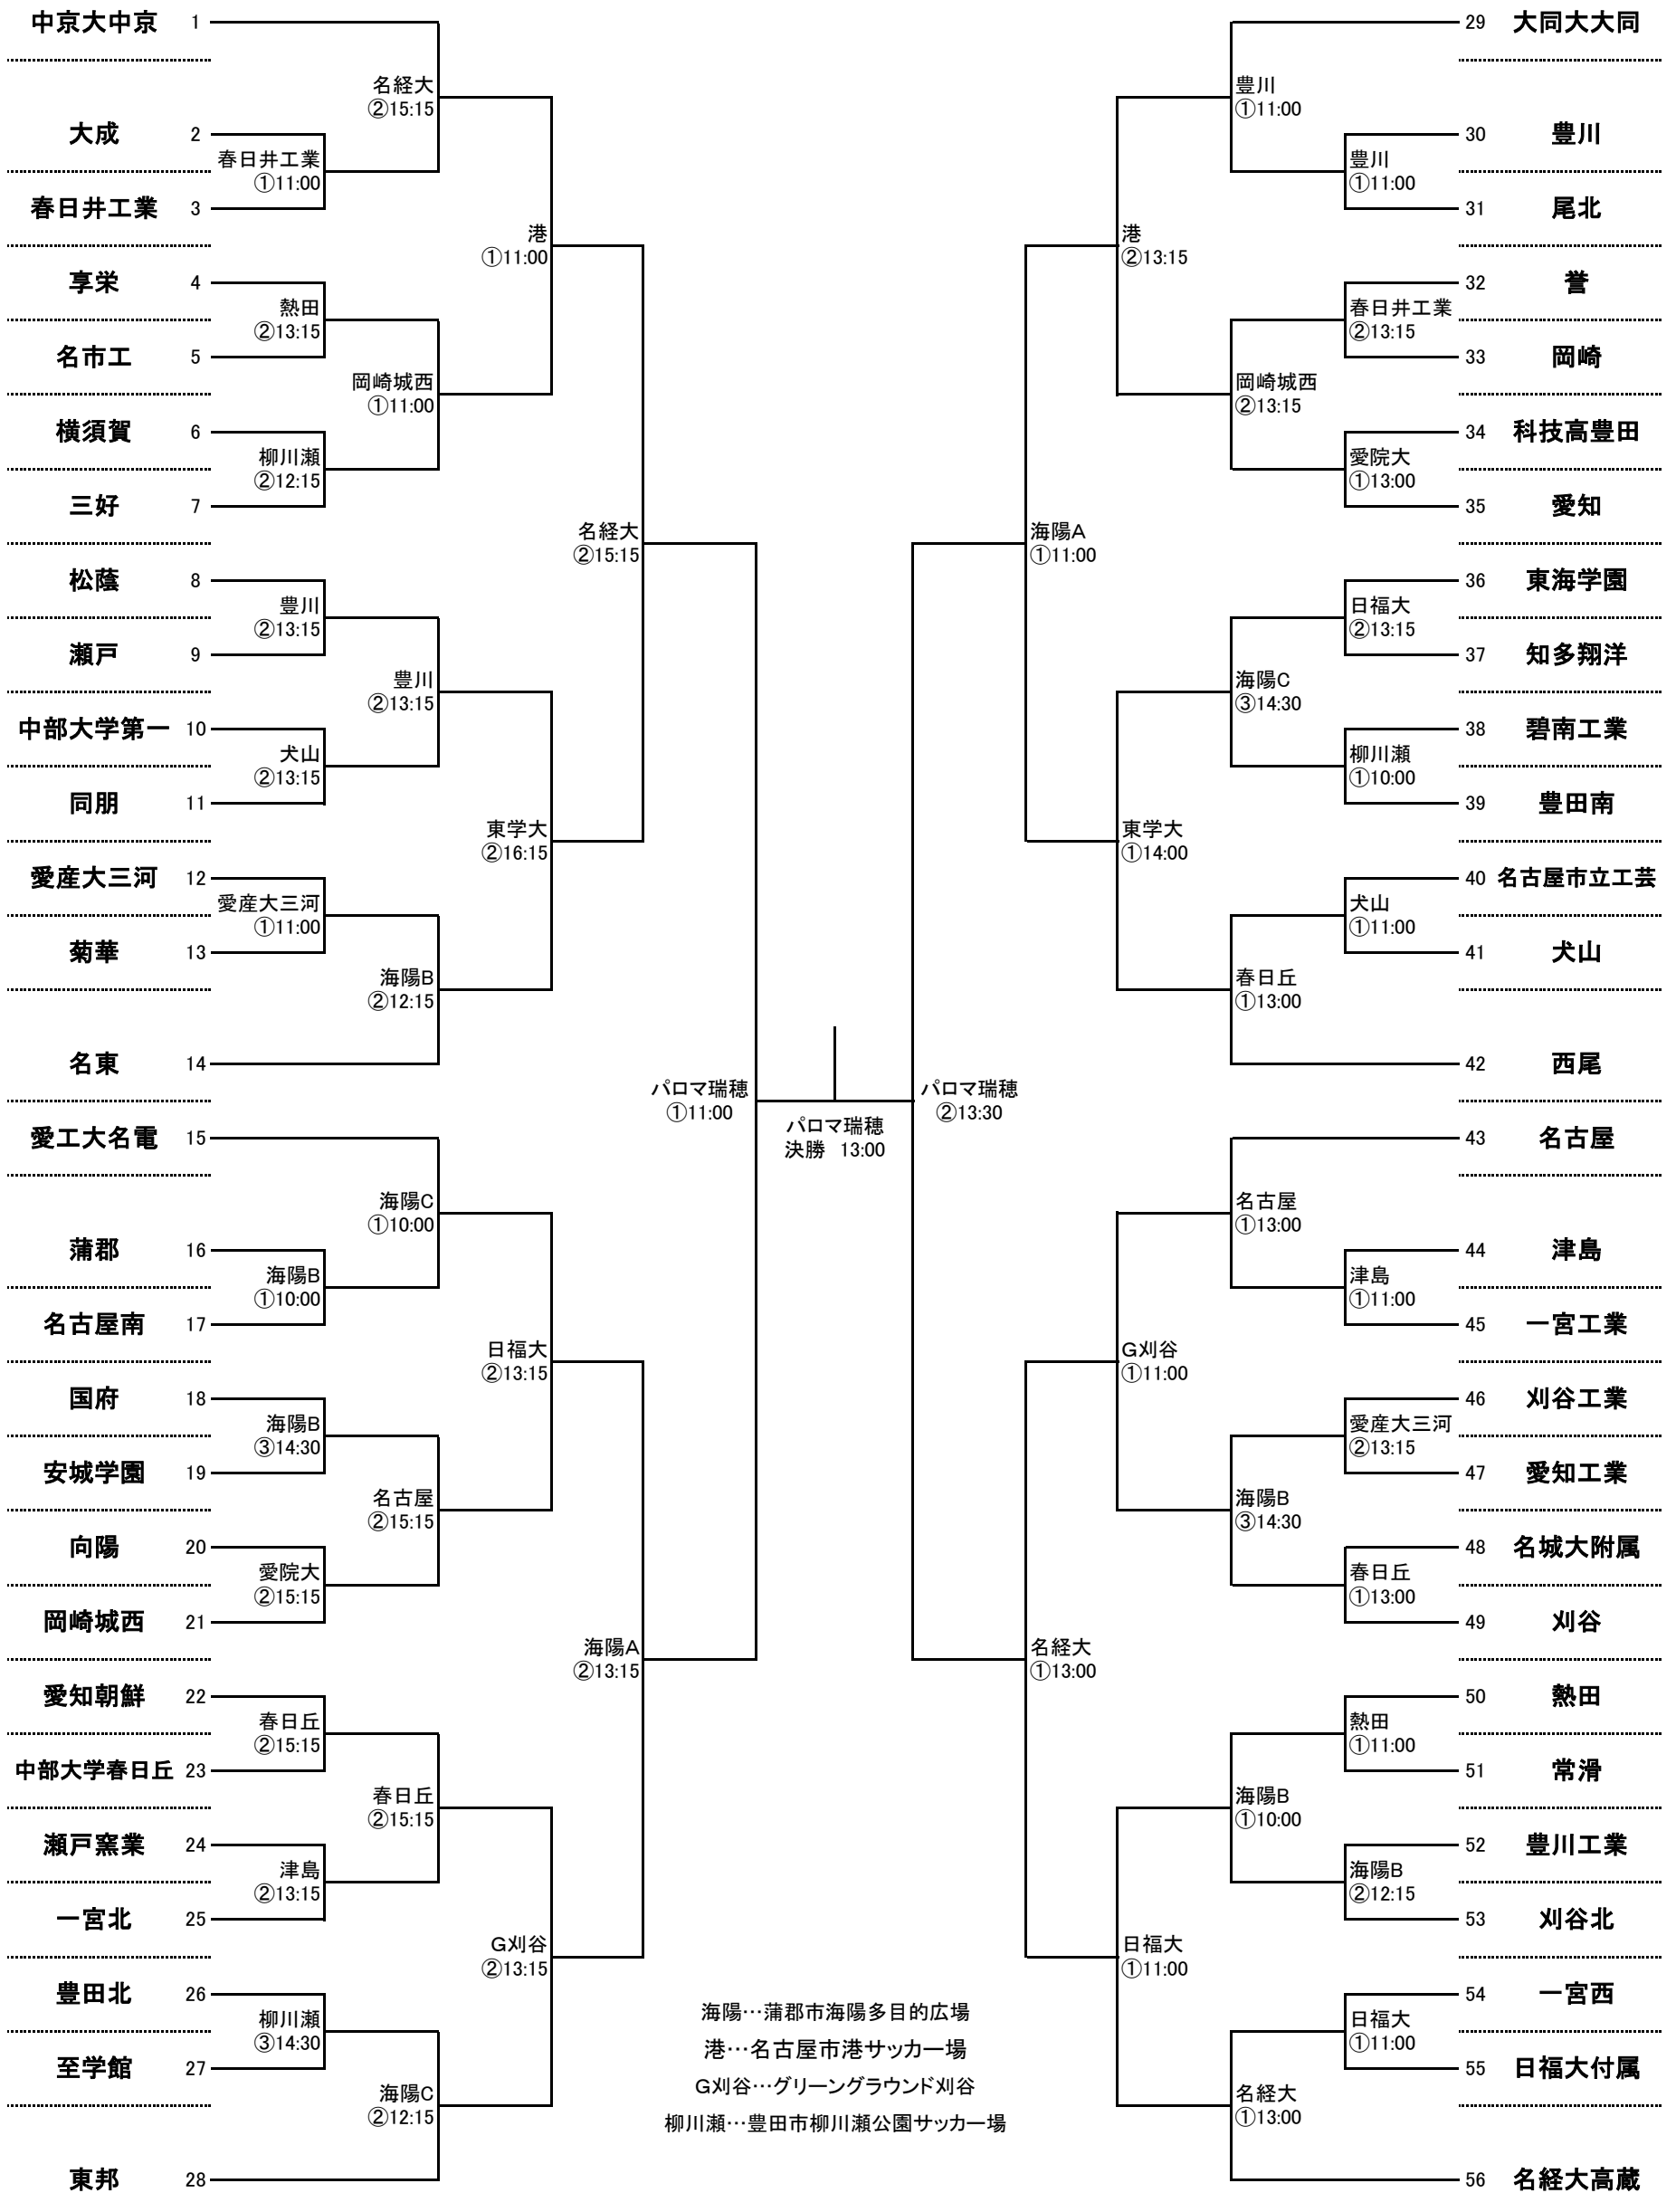 中京大中京 1
名経大
②15:15
大成 2
春日井工業
①11:00
春日井工業 3
港
①11:00
享栄 4
熱田
②13:15
名市工 5
岡崎城西
①11:00
横須賀 6
柳川瀬
②12:15
三好 7
名経大
②15:15
松蔭 8
豊川
②13:15
瀬戸 9
豊川
②13:15
中部大学第一 10
犬山
②13:15
同朋 11
東学大
②16:15
愛産大三河 12
愛産大三河
①11:00
菊華 13
海陽B
②12:15
名東 14
パロマ瑞穂
①11:00
愛工大名電 15
海陽C
①10:00
蒲郡 16
海陽B
①10:00
名古屋南 17
日福大
②13:15
国府 18
海陽B
③14:30
安城学園 19
名古屋
②15:15
向陽 20
愛院大
②15:15
岡崎城西 21
海陽A
②13:15
愛知朝鮮 22
春日丘
②15:15
中部大学春日丘 23
春日丘
②15:15
瀬戸窯業 24
津島
②13:15
一宮北 25
G刈谷
②13:15
豊田北 26
柳川瀬
③14:30
至学館 27
海陽C
②12:15
東邦 28
パロマ瑞穂
決勝 13:00
海陽…蒲郡市海陽多目的広場
港…名古屋市港サッカー場
G刈谷…グリーングラウンド刈谷
柳川瀬…豊田市柳川瀬公園サッカー場
29 大同大大同
豊川
①11:00
30 豊川
豊川
①11:00
31 尾北
港
②13:15
32 誉
春日井工業
②13:15
33 岡崎
岡崎城西
②13:15
34 科技高豊田
愛院大
①13:00
35 愛知
海陽A
①11:00
36 東海学園
日福大
②13:15
37 知多翔洋
海陽C
③14:30
38 碧南工業
柳川瀬
①10:00
39 豊田南
東学大
①14:00
40 名古屋市立工芸
犬山
①11:00
41 犬山
春日丘
①13:00
42 西尾
パロマ瑞穂
②13:30
43 名古屋
名古屋
①13:00
44 津島
津島
①11:00
45 一宮工業
G刈谷
①11:00
46 刈谷工業
愛産大三河
②13:15
47 愛知工業
海陽B
③14:30
48 名城大附属
春日丘
①13:00
49 刈谷
名経大
①13:00
50 熱田
熱田
①11:00
51 常滑
海陽B
①10:00
52 豊川工業
海陽B
②12:15
53 刈谷北
日福大
①11:00
54 一宮西
日福大
①11:00
55 日福大付属
名経大
①13:00
56 名経大高蔵